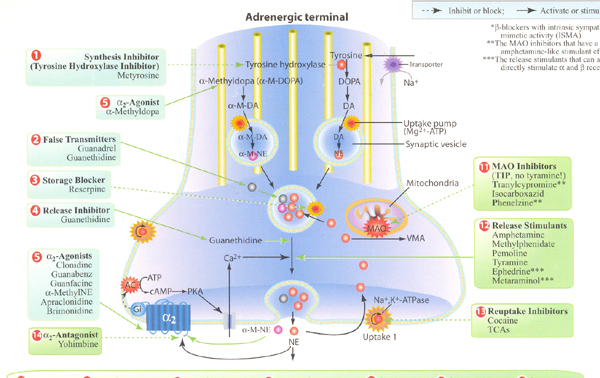 Adrenergic terminal
Inhibit or block;
Activate or stimu
*β-blockers with intrinsic sympat
mimetic activity (ISMA)
**The MAO inhibitors that have a
amphetamine-like stimulant ef
***The release stimulants that can a
directly stimulate α and β rece
1
Synthesis Inhibitor
(Tyrosine Hydroxylase Inhibitor)
Metyrosine
Tyrosine
Tyrosine hydroxylase
Transporter
Na+
α-Methyldopa (α-M-DOPA)
DOPA
5 α2-Agonist
α-Methyldopa
α-M-DA
DA
Uptake pump
(Mg2+-ATP)
2 False Transmitters
Guanadrel
Guanethidine
α-M-DA
DA
α-M-NE
NE
Synaptic vesicle
3 Storage Blocker
Reserpine
Mitochondria
11 MAO Inhibitors
(TIP, no tyramine!)
Tranylcypromine**
Isocarboxazid
Phenelzine**
4 Release Inhibitor
Guanethidine
MAO
VMA
Guanethidine
12 Release Stimulants
Amphetamine
Methylphenidate
Pemoline
Tyramine
Ephedrine***
Metaraminol***
5 α2-Agonists
Clonidine
Guanabenz
Guanfacine
α-MethylNE
Apraclonidine
Brimonidine
Ca2+
ATP
AC
cAMP
PKA
Gi
α2
Na+,K+-ATPase
Uptake 1
13 Reuptake Inhibitors
Cocaine
TCAs
14 α2-Antagonist
Yohimbine
α-M-NE
NE